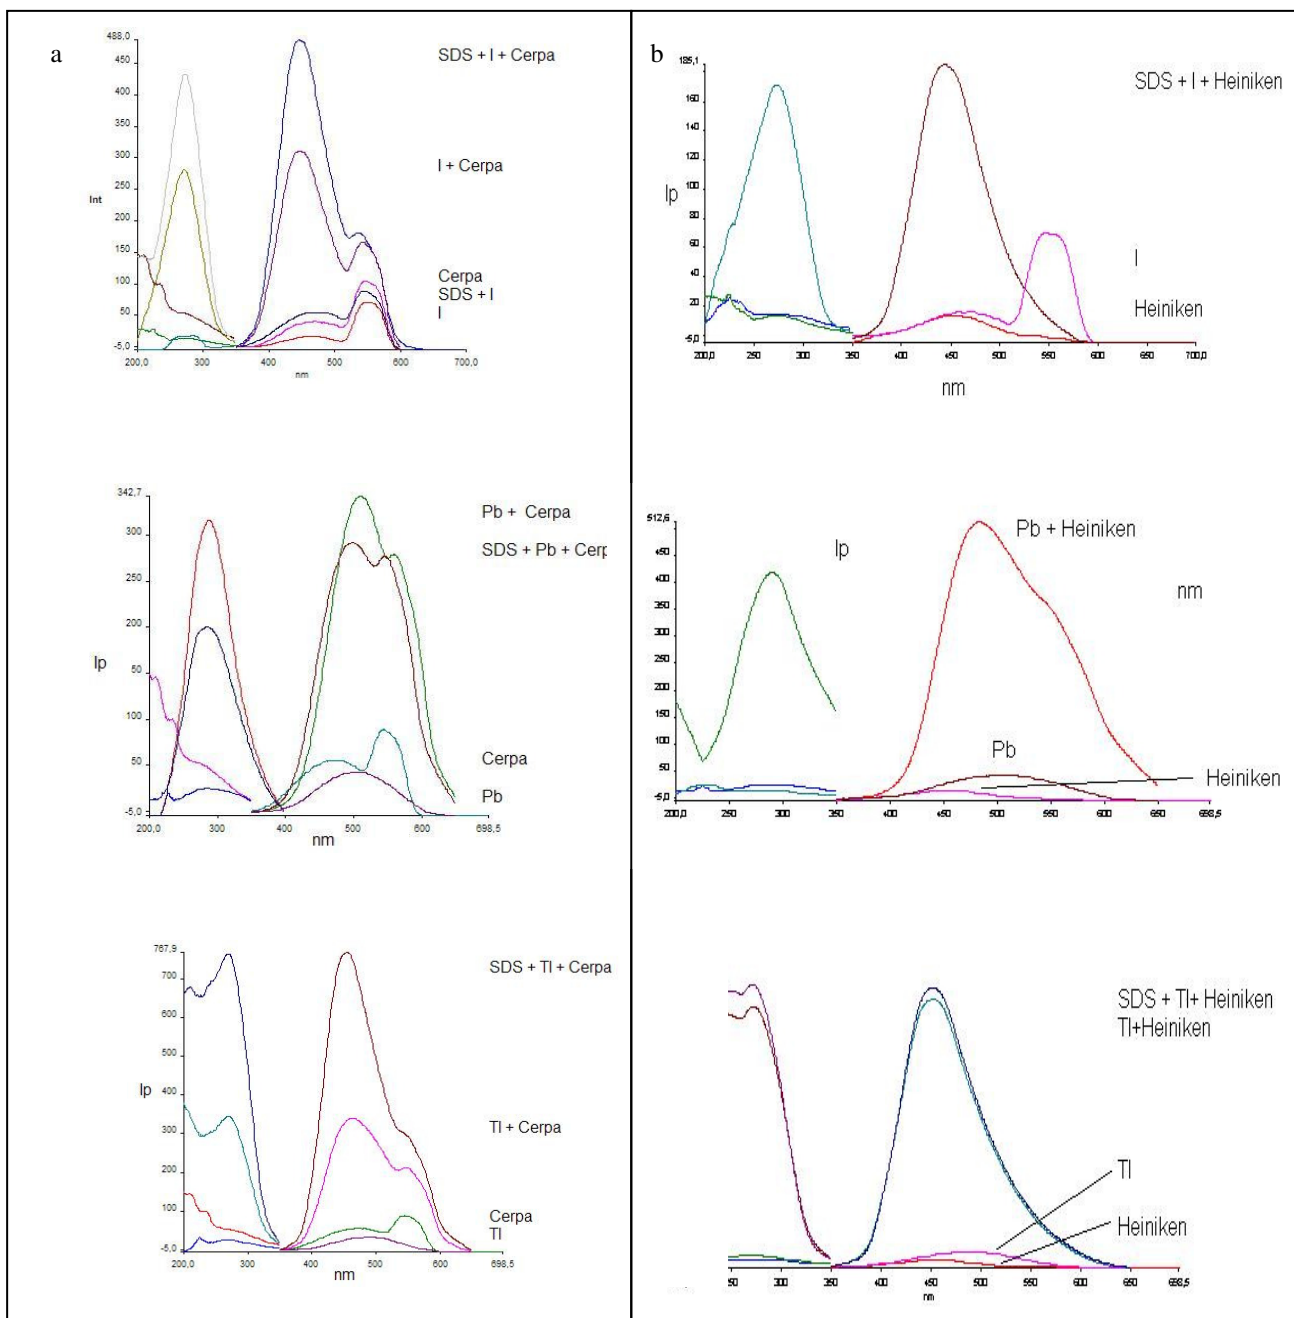 a
488,0
450
400
350
300
250
200
150
100
50
-5,0
Int
200,0 300 400 500 600 700,0
nm
SDS + I + Cerpa
I + Cerpa
Cerpa
SDS + I
I
b
185,1
160
140
120
100
80
60
40
20
-5,0
Ip
200,0 250 300 350 400 450 500 550 600 650 700,0
nm
SDS + I + Heiniken
I
Heiniken
342,7
300
250
200
50
100
50
-5,0
Ip
200,0 300 400 500 600 698,5
nm
Pb + Cerpa
SDS + Pb + Cerp
Cerpa
Pb
512,6
450
400
350
300
250
200
150
100
50
-5,0
Ip
200,0 250 300 350 400 450 500 550 600 650 698,5
nm
Pb + Heiniken
Pb
Heiniken
767,9
700
600
500
400
300
200
100
-5,0
Ip
200,0 300 400 500 600 698,5
nm
SDS + Tl + Cerpa
Tl + Cerpa
Cerpa
Tl
50 300 350 400 450 500 550 600 650 698,5
nm
SDS + Tl+ Heiniken
Tl+Heiniken
Tl
Heiniken